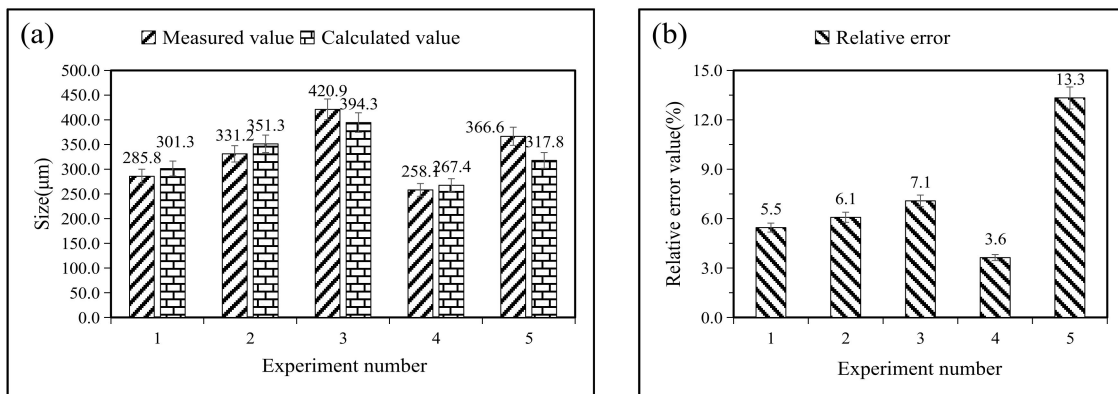 (a)
Measured value Calculated value
500.0
450.0
400.0
350.0
300.0
250.0
200.0
150.0
100.0
50.0
0.0
Size(μm)
285.8 301.3 331.2 351.3 420.9 394.3 258.1 267.4 366.6 317.8
1 2 3 4 5
Experiment number
(b)
Relative error
15.0
12.0
9.0
6.0
3.0
0.0
Relative error value(%)
5.5 6.1 7.1 3.6 13.3
1 2 3 4 5
Experiment number